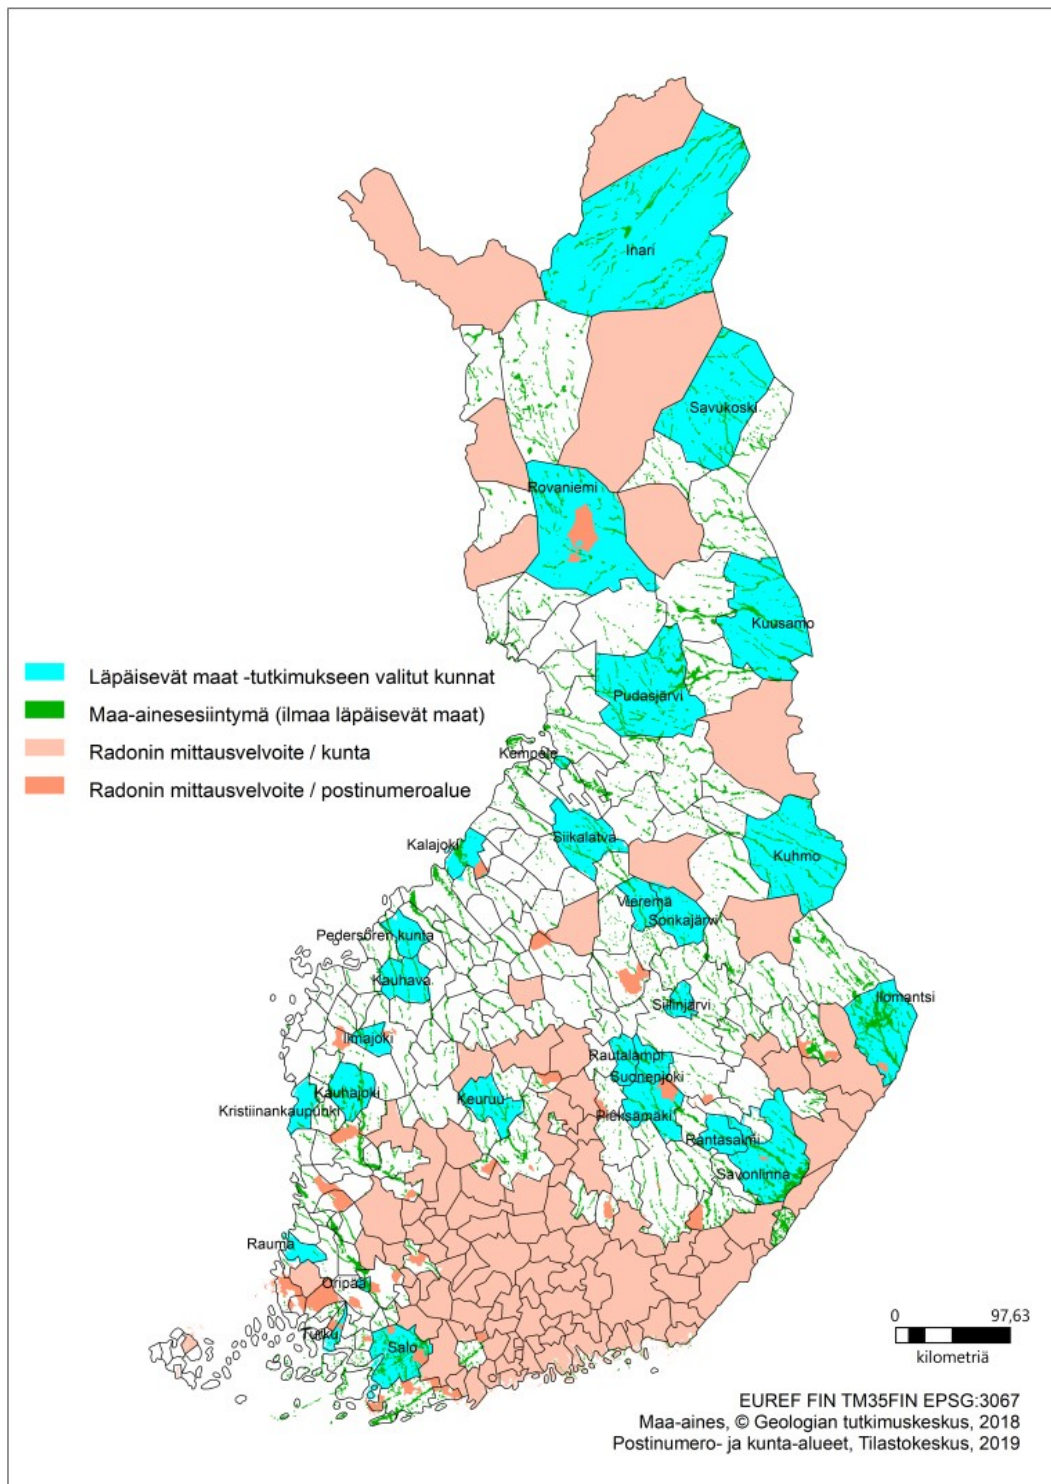 Inari
Savukoski
Rovaniemi
Kuusamo
Läpäisevät maat -tutkimukseen valitut kunnat
Pudasjärvi
Maa-ainesesiintymä (ilmaa läpäisevät maat)
Radonin mittausvelvoite / kunta
Kempele
Radonin mittausvelvoite / postinumeroalue
Siikalatva
Kalajoki
Kuhmo
Vieremä
Sonkajärvi
Pedersören kunta
Kauhava
Siilinjärvi
Ilomantsi
Ilmajoki
Rautalampi
Suonenjoki
Kauhajoki
Keuruu
Kristiinankaupunki
Pieksämäki
Rantasalmi
Savonlinna
Rauma
Oripää
0 97,63
Turku
Salo
kilometriä
EUREF FIN TM35FIN EPSG:3067
Maa-aines, © Geologian tutkimuskeskus, 2018
Postinumero- ja kunta-alueet, Tilastokeskus, 2019